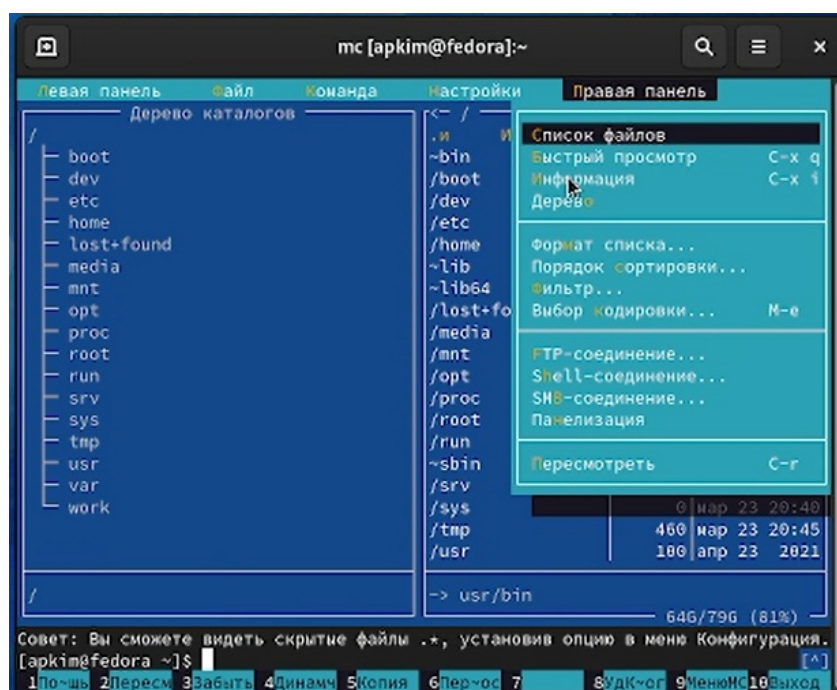 mc [apkim@fedora]:~
Левая панель Файл Команда Настройки Правая панель
Дерево каталогов
/
boot
dev
etc
home
lost+found
media
mnt
opt
proc
root
run
srv
sys
tmp
usr
var
work
/
<- /
.и И
~bin
/boot
/dev
/etc
/home
~lib
~lib64
/lost+fo
/media
/mnt
/opt
/proc
/root
/run
~sbin
/srv
/sys 0 мар 23 20:40
/tmp 460 мар 23 20:45
/usr 100 апр 23 2021
-> usr/bin
64G/79G (81%)
Список файлов
Быстрый просмотр C-x q
Информация C-x i
Дерево
Формат списка...
Порядок сортировки...
Фильтр...
Выбор кодировки... M-e
FTP-соединение...
Shell-соединение...
SMB-соединение...
Панелизация
Пересмотреть C-r
Совет: Вы сможете видеть скрытые файлы .*, установив опцию в меню Конфигурация.
[apkim@fedora ~]$ [^]
1По~шь 2Пересм 3Забыть 4Динамч 5Копия 6Пер~ос 7 8УдК~ог 9МенюМС 10Выход